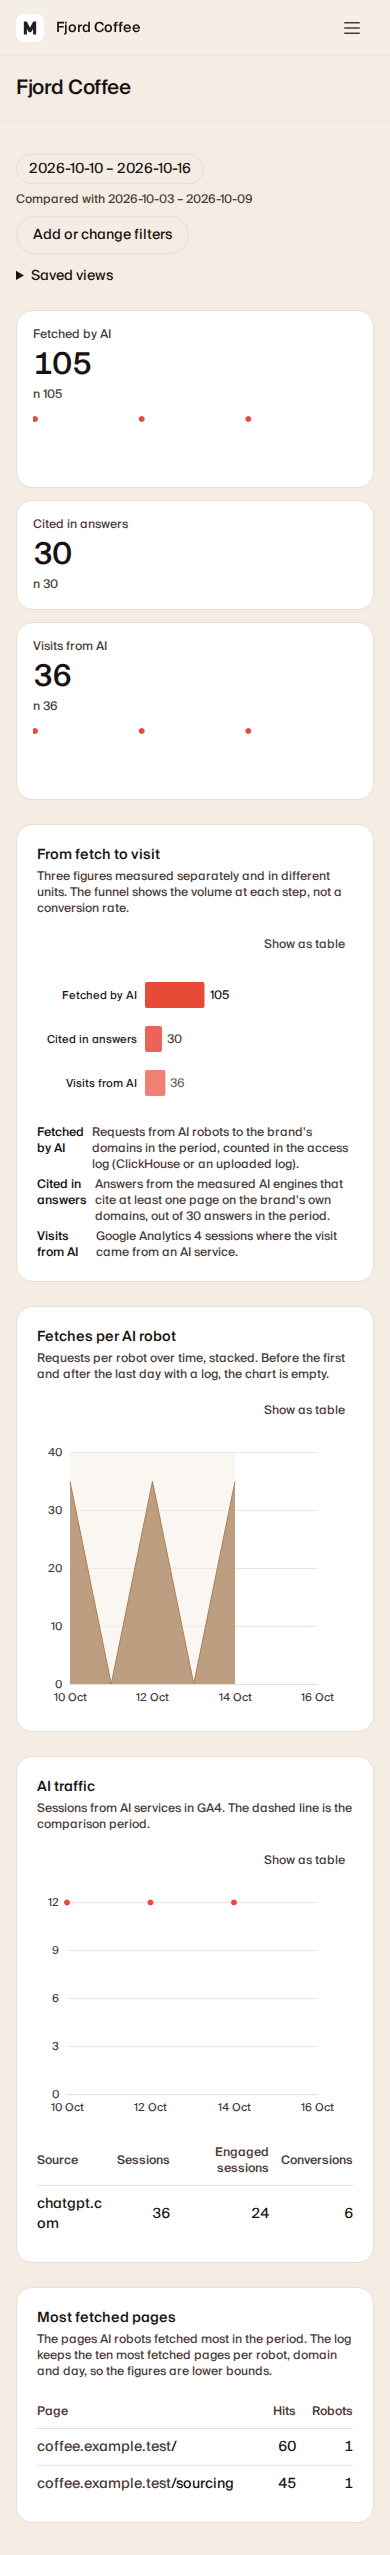 M Fjord Coffee
Fjord Coffee
2026-10-10 – 2026-10-16
Compared with 2026-10-03 – 2026-10-09
Add or change filters
Saved views
Fetched by AI
105
n 105
Cited in answers
30
n 30
Visits from AI
36
n 36
From fetch to visit
Three figures measured separately and in different
units. The funnel shows the volume at each step, not a
conversion rate.
Show as table
Fetched by AI 105
Cited in answers 30
Visits from AI 36
Fetched Requests from AI robots to the brand's
by AI domains in the period, counted in the access
log (ClickHouse or an uploaded log).
Cited in Answers from the measured AI engines that
answers cite at least one page on the brand's own
domains, out of 30 answers in the period.
Visits Google Analytics 4 sessions where the visit
from AI came from an AI service.
Fetches per AI robot
Requests per robot over time, stacked. Before the first
and after the last day with a log, the chart is empty.
Show as table
40
30
20
10
0
10 Oct 12 Oct 14 Oct 16 Oct
AI traffic
Sessions from AI services in GA4. The dashed line is the
comparison period.
Show as table
12
9
6
3
0
10 Oct 12 Oct 14 Oct 16 Oct
Source Sessions Engaged sessions Conversions
chatgpt.c
om 36 24 6
Most fetched pages
The pages AI robots fetched most in the period. The log
keeps the ten most fetched pages per robot, domain
and day, so the figures are lower bounds.
Page Hits Robots
coffee.example.test/ 60 1
coffee.example.test/sourcing 45 1